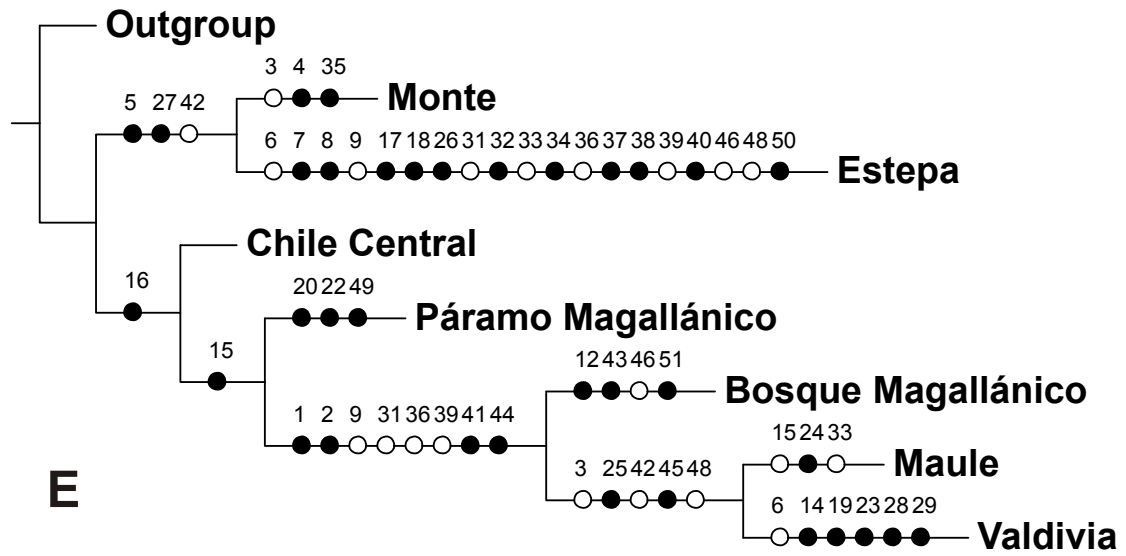 Outgroup
3 4 35
Monte
5 27 42
6 7 8 9 17 18 26 31 32 33 34 36 37 38 39 40 46 48 50
Estepa
Chile Central
16
20 22 49
Páramo Magallánico
15
12 43 46 51
Bosque Magallánico
1 2 9 31 36 39 41 44
15 24 33
Maule
3 25 42 45 48
E
6 14 19 23 28 29
Valdivia